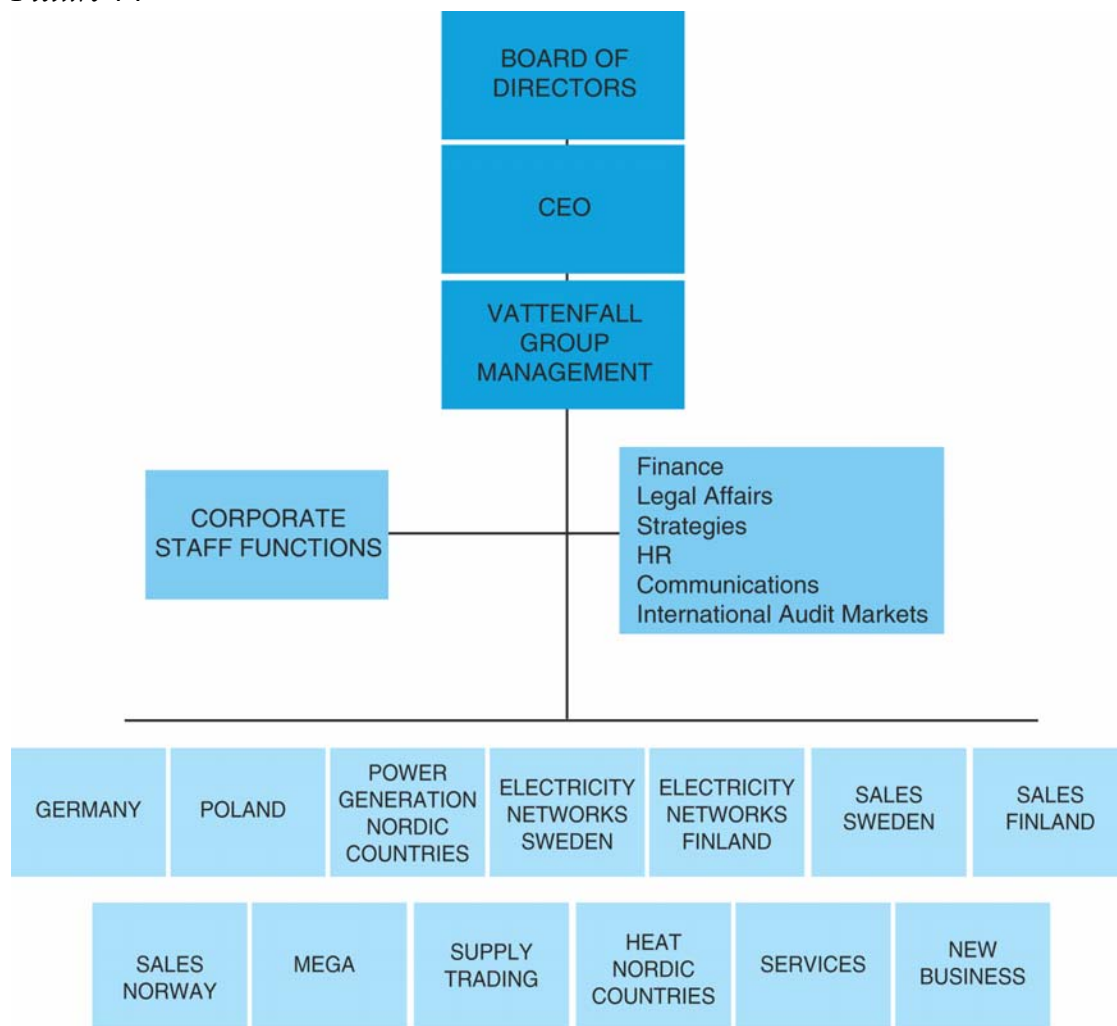 BOARD OF
DIRECTORS
CEO
VATTENFALL
GROUP
MANAGEMENT
CORPORATE
STAFF FUNCTIONS
Finance
Legal Affairs
Strategies
HR
Communications
International Audit Markets
GERMANY
POLAND
POWER
GENERATION
NORDIC
COUNTRIES
ELECTRICITY
NETWORKS
SWEDEN
ELECTRICITY
NETWORKS
FINLAND
SALES
SWEDEN
SALES
FINLAND
SALES
NORWAY
MEGA
SUPPLY
TRADING
HEAT
NORDIC
COUNTRIES
SERVICES
NEW
BUSINESS